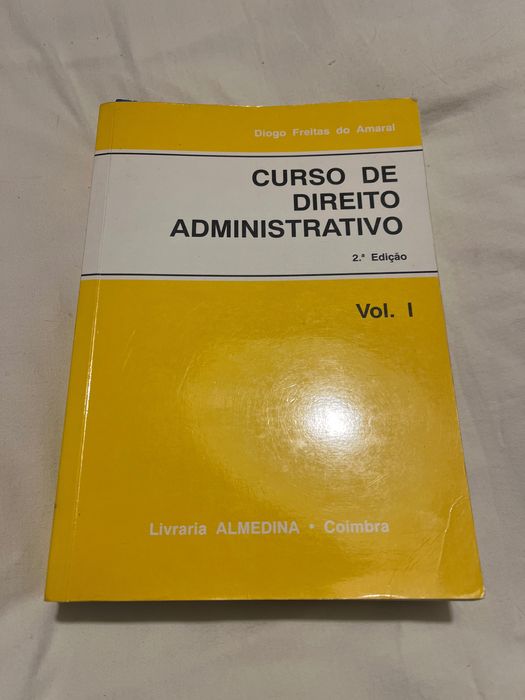 Diogo Freitas do Amaral
CURSO DE
DIREITO
ADMINISTRATIVO
2.ª Edição
Vol. I
Livraria ALMEDINA • Coimbra